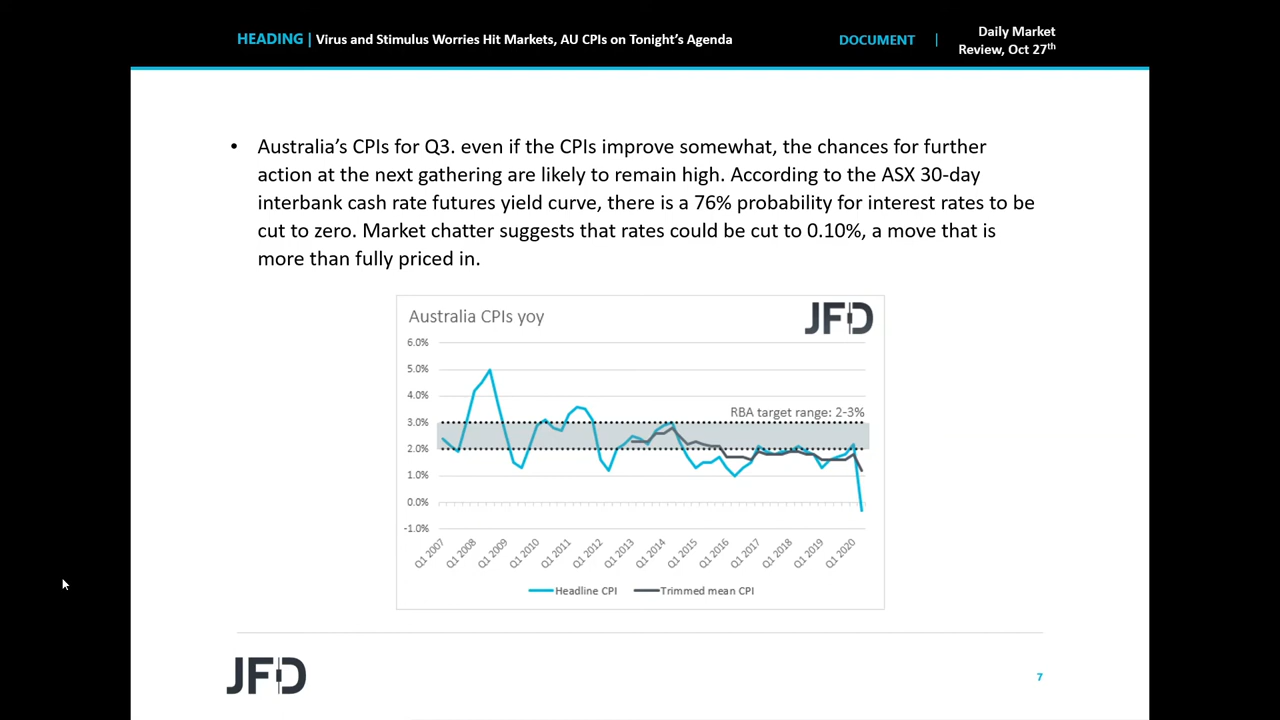 HEADING | Virus and Stimulus Worries Hit Markets, AU CPIs on Tonight's Agenda
DOCUMENT |
Daily Market
Review, Oct 27th
• Australia's CPIs for Q3. even if the CPIs improve somewhat, the chances for further
action at the next gathering are likely to remain high. According to the ASX 30-day
interbank cash rate futures yield curve, there is a 76% probability for interest rates to be
cut to zero. Market chatter suggests that rates could be cut to 0.10%, a move that is
more than fully priced in.
Australia CPIs yoy
JFD
6.0%
5.0%
4.0%
3.0%
2.0%
1.0%
0.0%
-1.0%
RBA target range: 2-3%
Q1 2007
Q1 2008
Q1 2009
Q1 2010
Q1 2011
Q1 2012
Q1 2013
Q1 2014
Q1 2015
Q1 2016
Q1 2017
Q1 2018
Q1 2019
Q1 2020
Headline CPI
Trimmed mean CPI
JFD
7